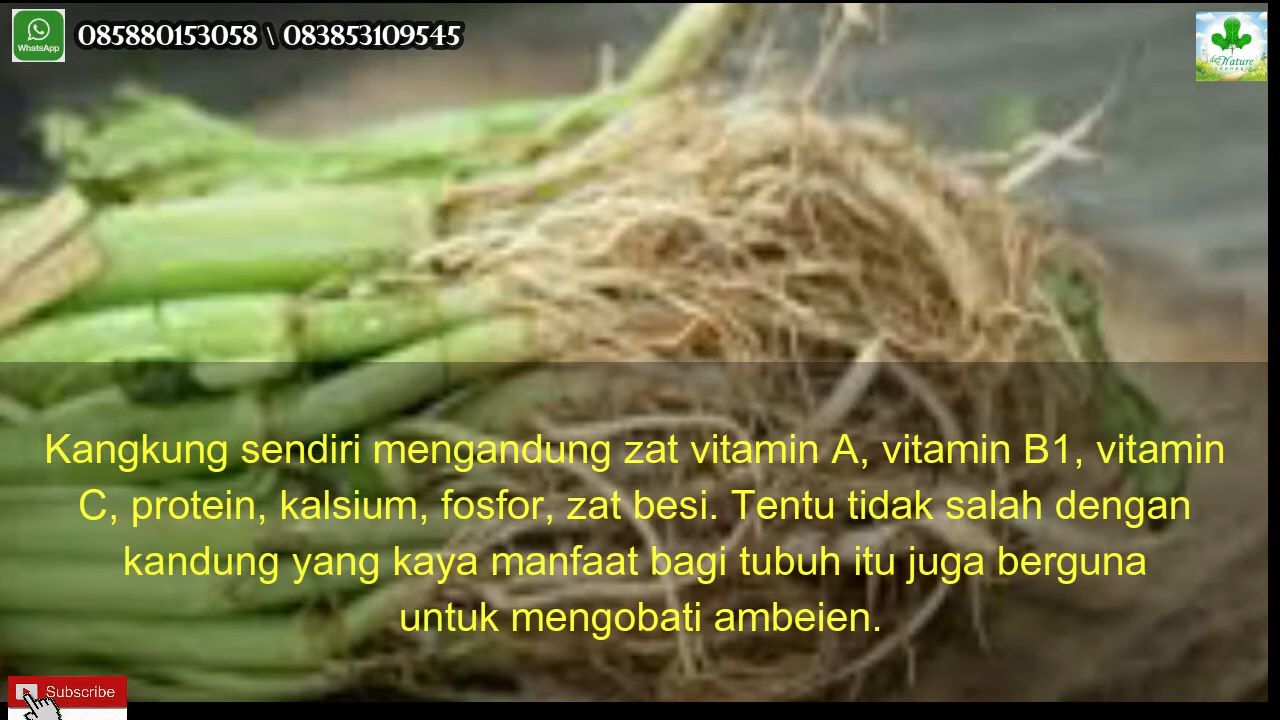 WhatsApp
085880153058 \ 083853109545
deNature
Kangkung sendiri mengandung zat vitamin A, vitamin B1, vitamin
C, protein, kalsium, fosfor, zat besi. Tentu tidak salah dengan
kandung yang kaya manfaat bagi tubuh itu juga berguna
untuk mengobati ambeien.
Subscribe